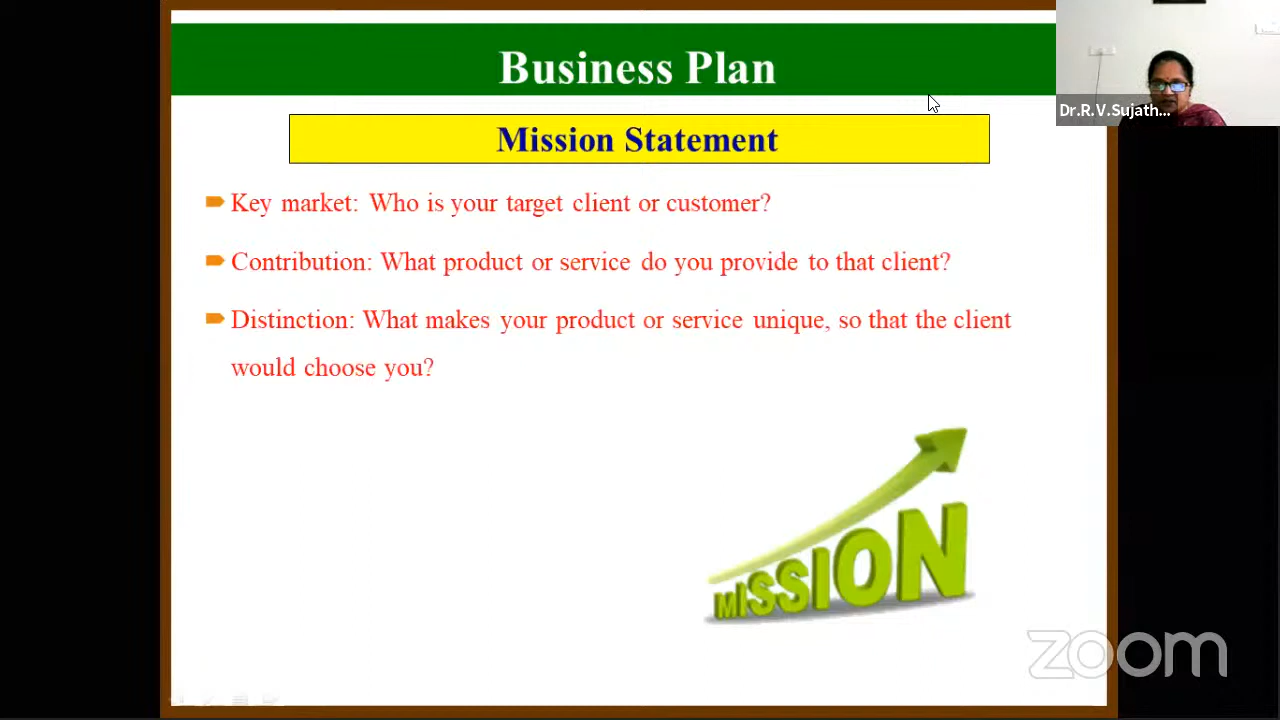 Business Plan
Dr.R.V.Sujath...
Mission Statement
Key market: Who is your target client or customer?
Contribution: What product or service do you provide to that client?
Distinction: What makes your product or service unique, so that the client
would choose you?
MISSION
zoom